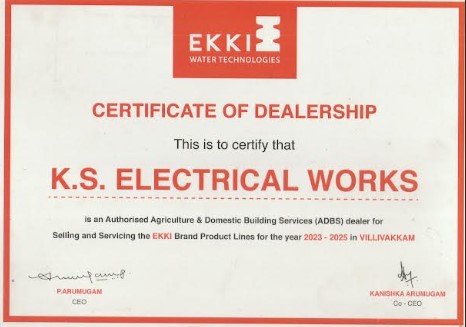 EKKI
WATER TECHNOLOGIES
CERTIFICATE OF DEALERSHIP
This is to certify that
K.S. ELECTRICAL WORKS
is an Authorised Agriculture & Domestic Building Services (ADBS) dealer for
Selling and Servicing the EKKI Brand Product Lines for the year 2023 - 2025 in VILLIVAKKAM
P.ARUMUGAM
CEO
KANISHKA ARUMUGAM
Co - CEO